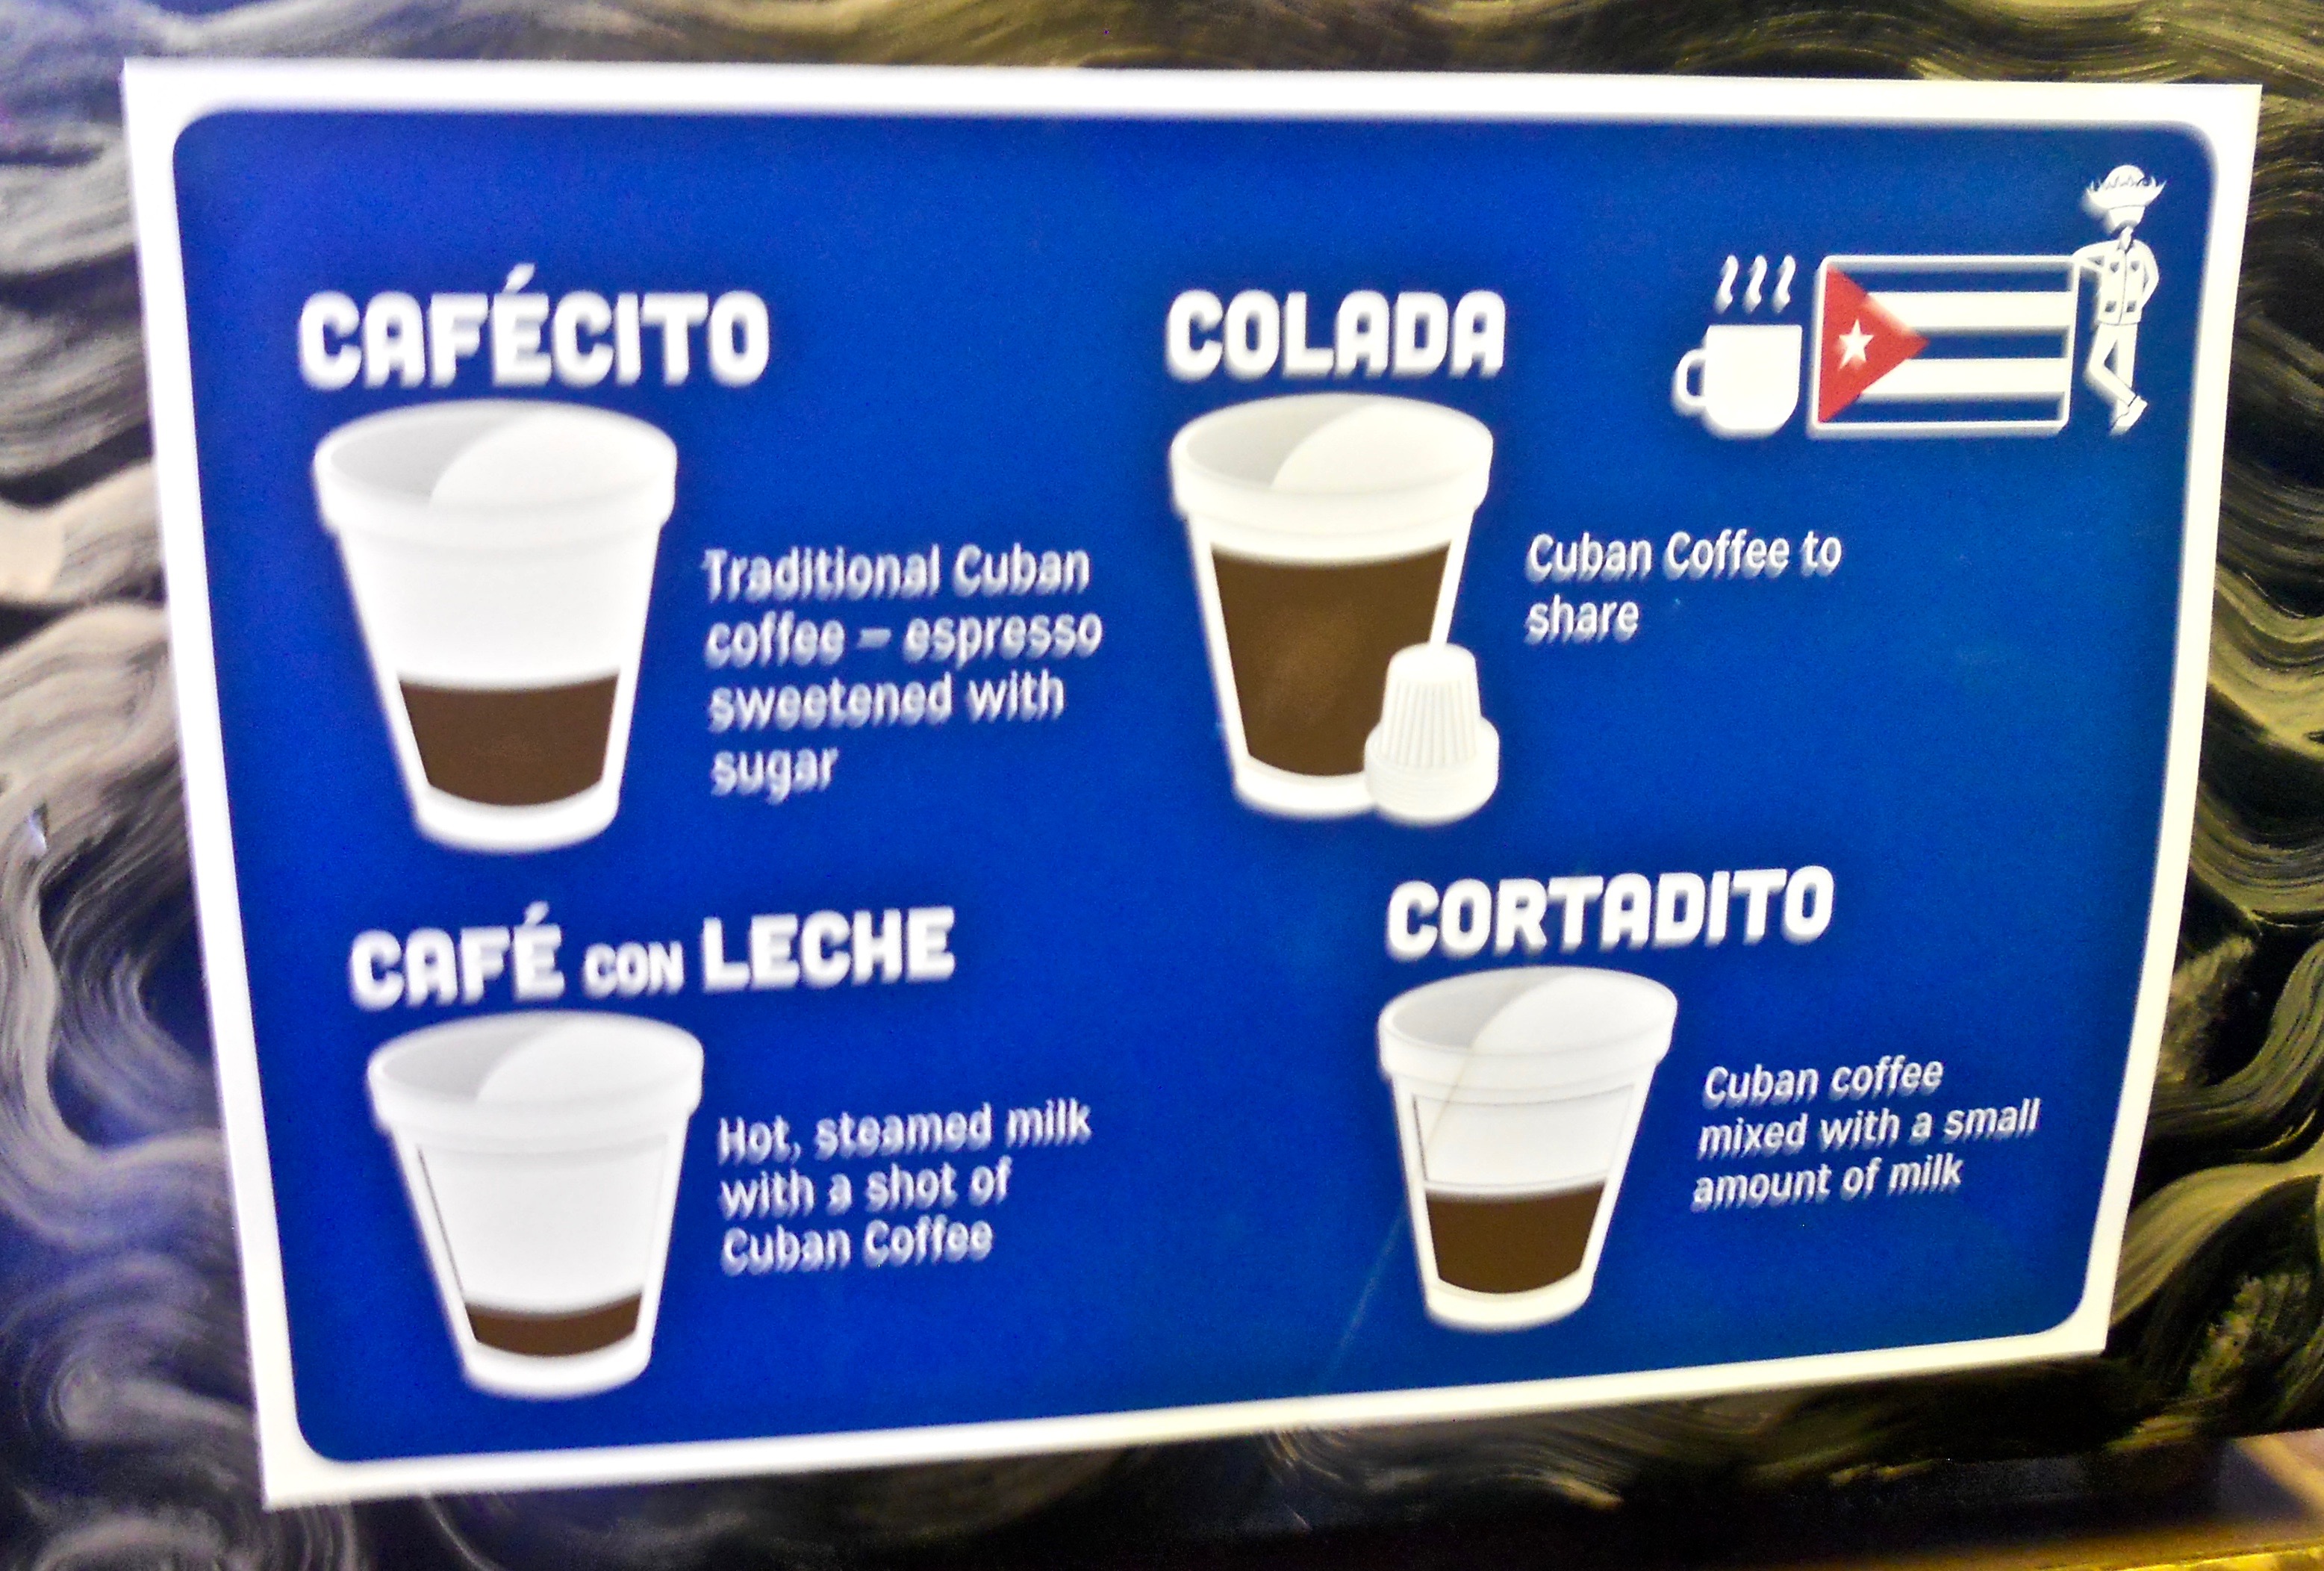 CAFÉCITO
Traditional Cuban
coffee – espresso
sweetened with
sugar
COLADA
Cuban Coffee to
share
CAFÉ CON LECHE
Hot, steamed milk
with a shot of
Cuban Coffee
CORTADITO
Cuban coffee
mixed with a small
amount of milk